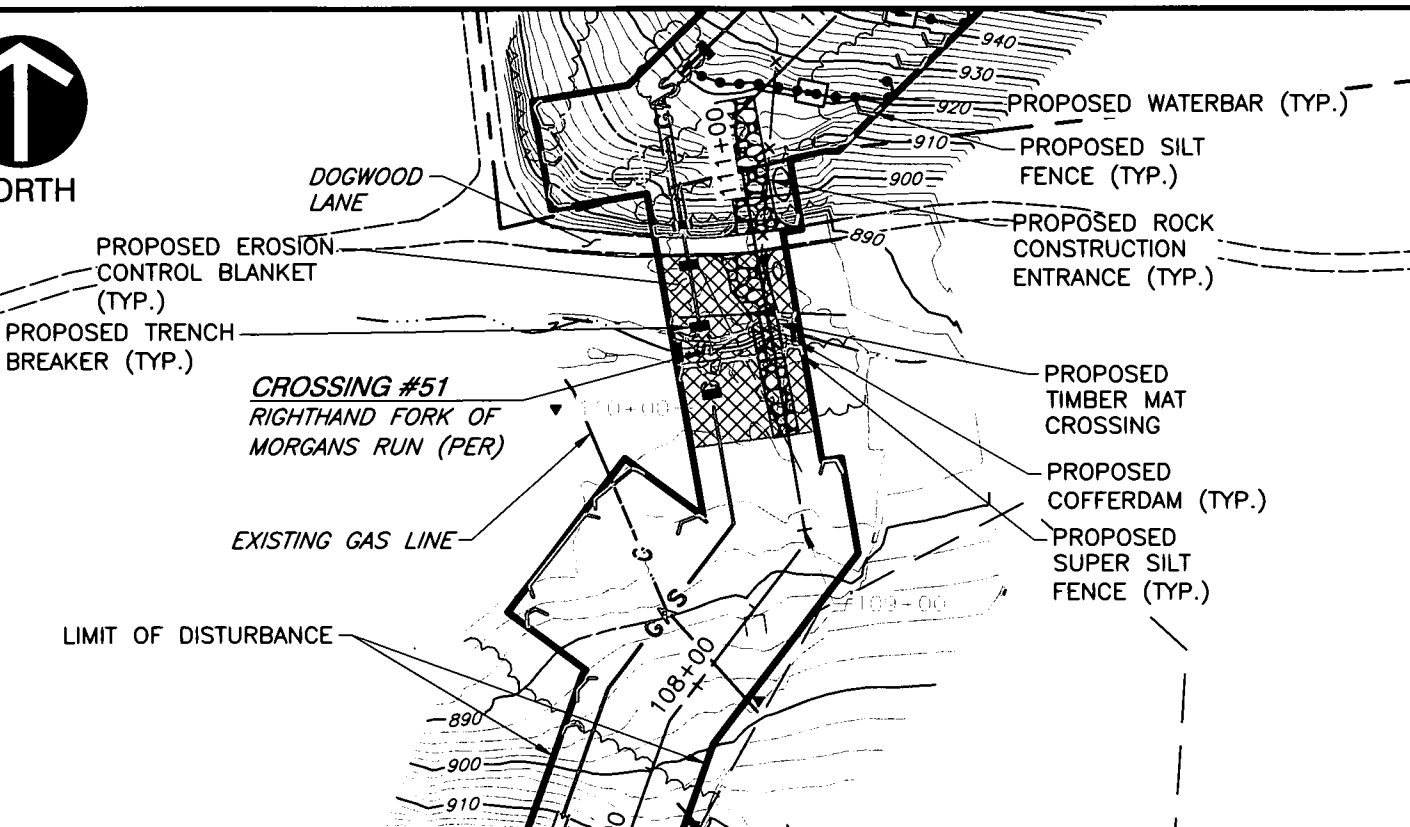 940
930
920
910
900
890
PROPOSED WATERBAR (TYP.)
PROPOSED SILT
FENCE (TYP.)
111+00
DOGWOOD
LANE
PROPOSED EROSION
CONTROL BLANKET
(TYP.)
PROPOSED ROCK
CONSTRUCTION
ENTRANCE (TYP.)
PROPOSED TRENCH
BREAKER (TYP.)
CROSSING #51
RIGHTHAND FORK OF
MORGANS RUN (PER)
110+00
PROPOSED
TIMBER MAT
CROSSING
PROPOSED
COFFERDAM (TYP.)
PROPOSED
SUPER SILT
FENCE (TYP.)
EXISTING GAS LINE
G
S
G
109+00
108+00
LIMIT OF DISTURBANCE
890
900
910